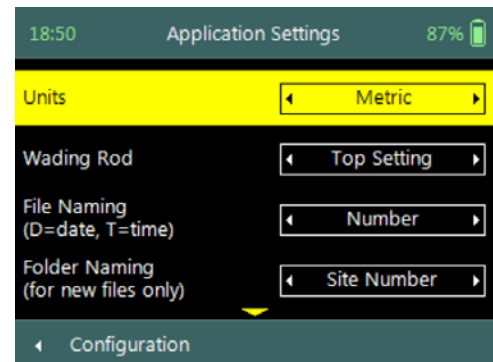 18:50 Application Settings 87%
Units Metric
Wading Rod Top Setting
File Naming
(D=date, T=time) Number
Folder Naming
(for new files only) Site Number
Configuration